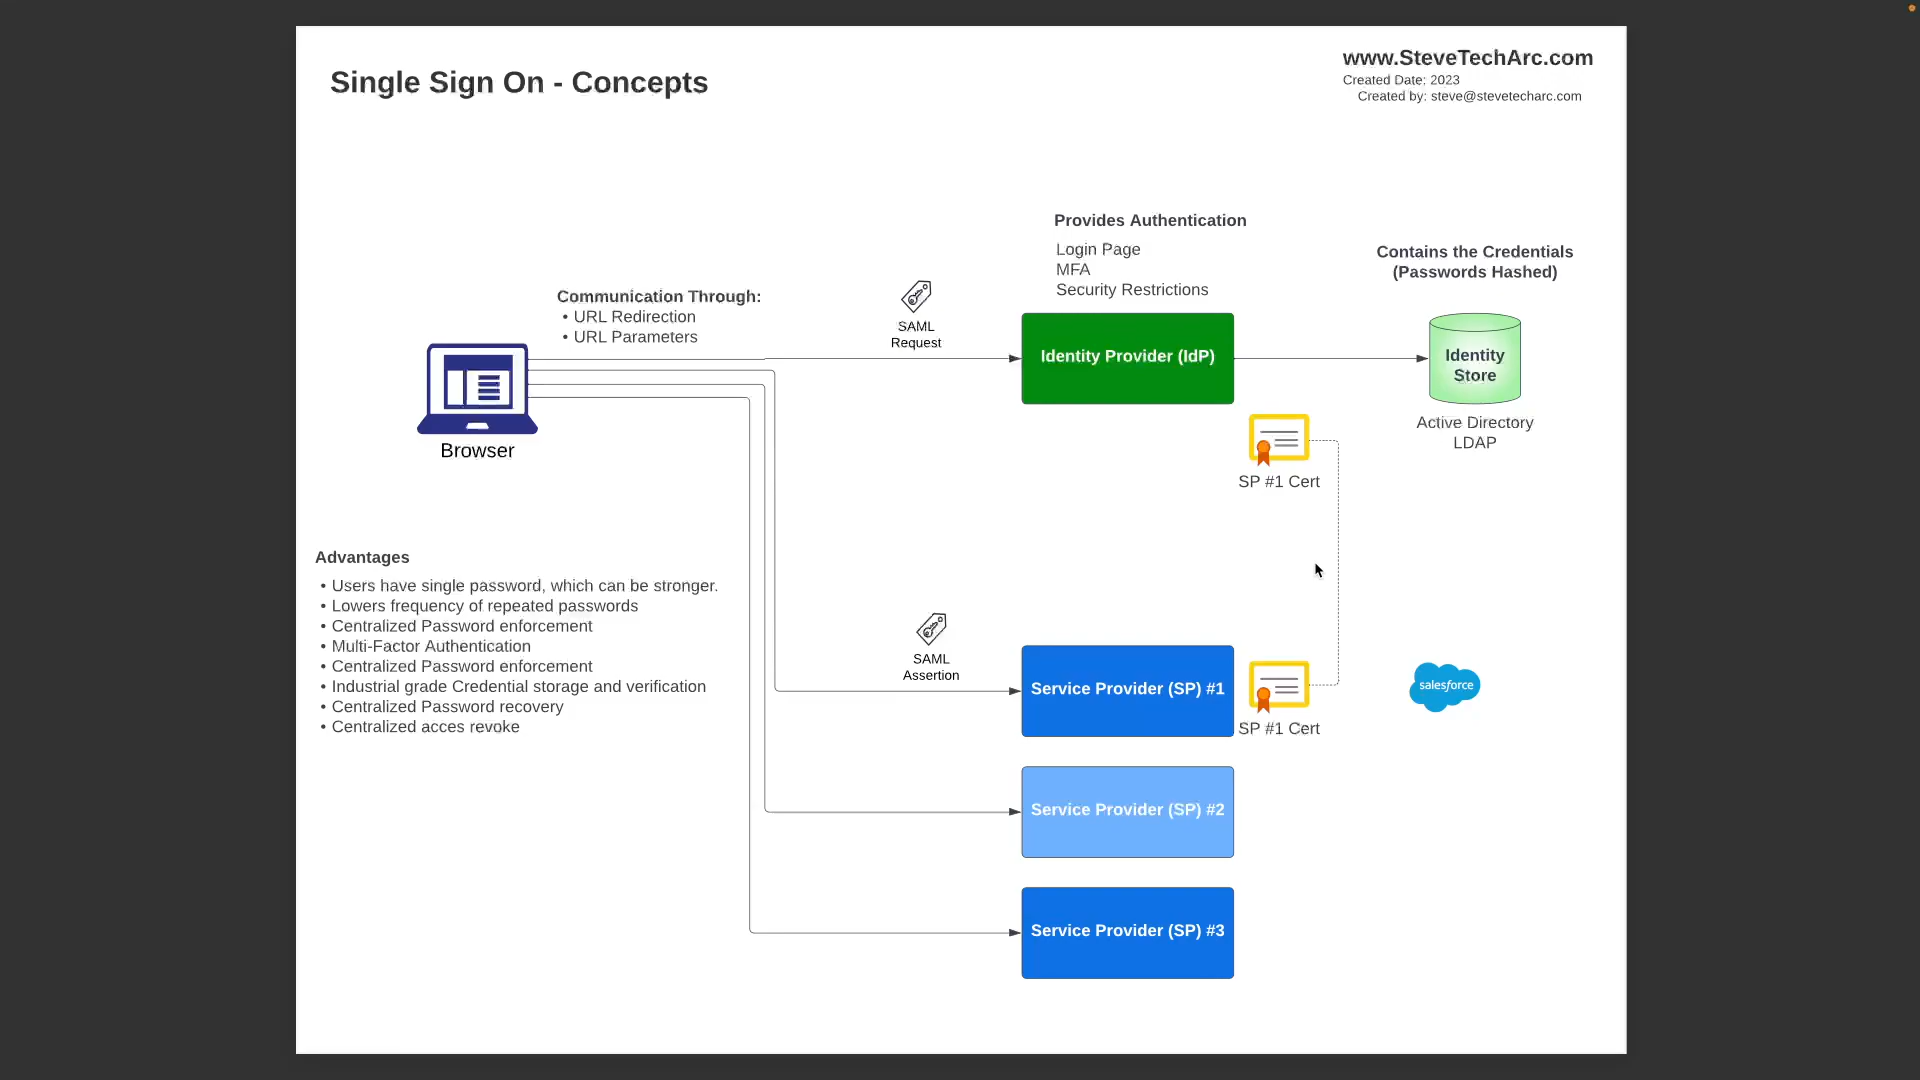 Single Sign On - Concepts
www.SteveTechArc.com
Created Date: 2023
Created by: steve@stevetecharc.com
Provides Authentication
Login Page
MFA
Security Restrictions
Contains the Credentials
(Passwords Hashed)
Communication Through:
• URL Redirection
• URL Parameters
SAML
Request
Identity Provider (IdP)
Identity
Store
Active Directory
LDAP
Browser
SP #1 Cert
Advantages
• Users have single password, which can be stronger.
• Lowers frequency of repeated passwords
• Centralized Password enforcement
• Multi-Factor Authentication
• Centralized Password enforcement
• Industrial grade Credential storage and verification
• Centralized Password recovery
• Centralized acces revoke
SAML
Assertion
Service Provider (SP) #1
SP #1 Cert
salesforce
Service Provider (SP) #2
Service Provider (SP) #3